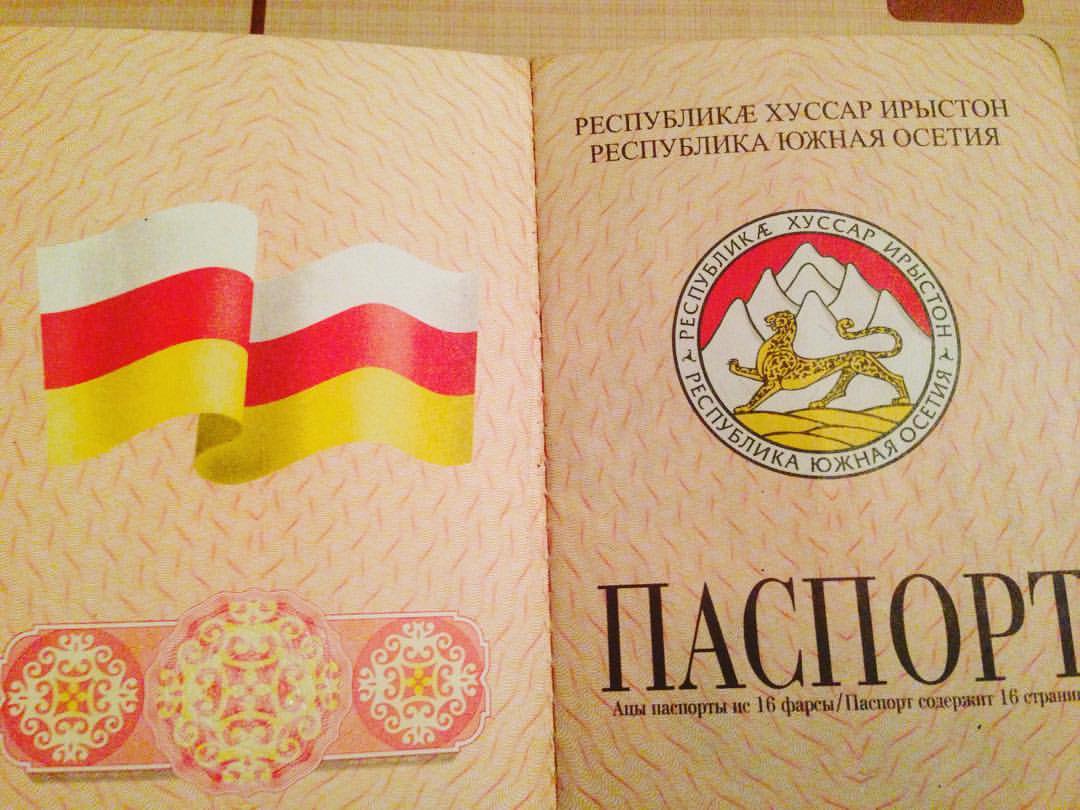 РЕСПУБЛИКÆ ХУССАР ИРЫСТОН
РЕСПУБЛИКА ЮЖНАЯ ОСЕТИЯ
РЕСПУБЛИКÆ ХУССАР ИРЫСТОН
РЕСПУБЛИКА ЮЖНАЯ ОСЕТИЯ
ПАСПОРТ
Ацы паспорты ис 16 фарсы/Паспорт содержит 16 страни